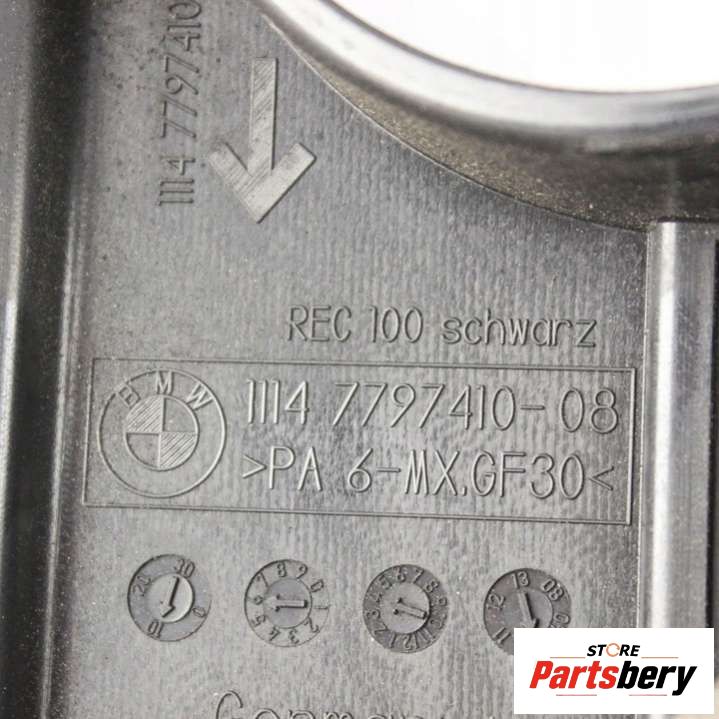 1114 7797410
REC 100 schwarz
BMW
1114 7797410-08
>PA 6-MX.GF30<
STORE
Partsbery